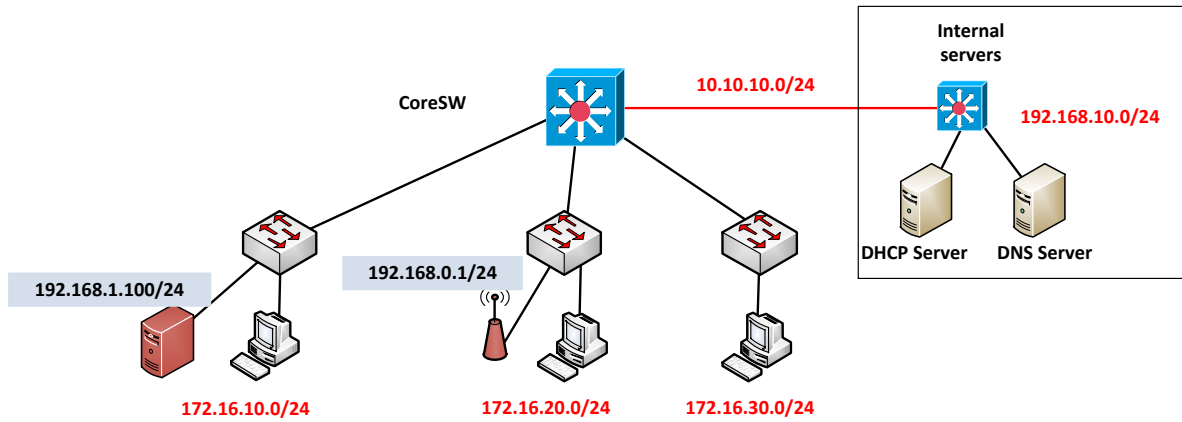 Internal
servers
10.10.10.0/24
CoreSW
192.168.10.0/24
DHCP Server
DNS Server
192.168.0.1/24
192.168.1.100/24
172.16.10.0/24
172.16.20.0/24
172.16.30.0/24